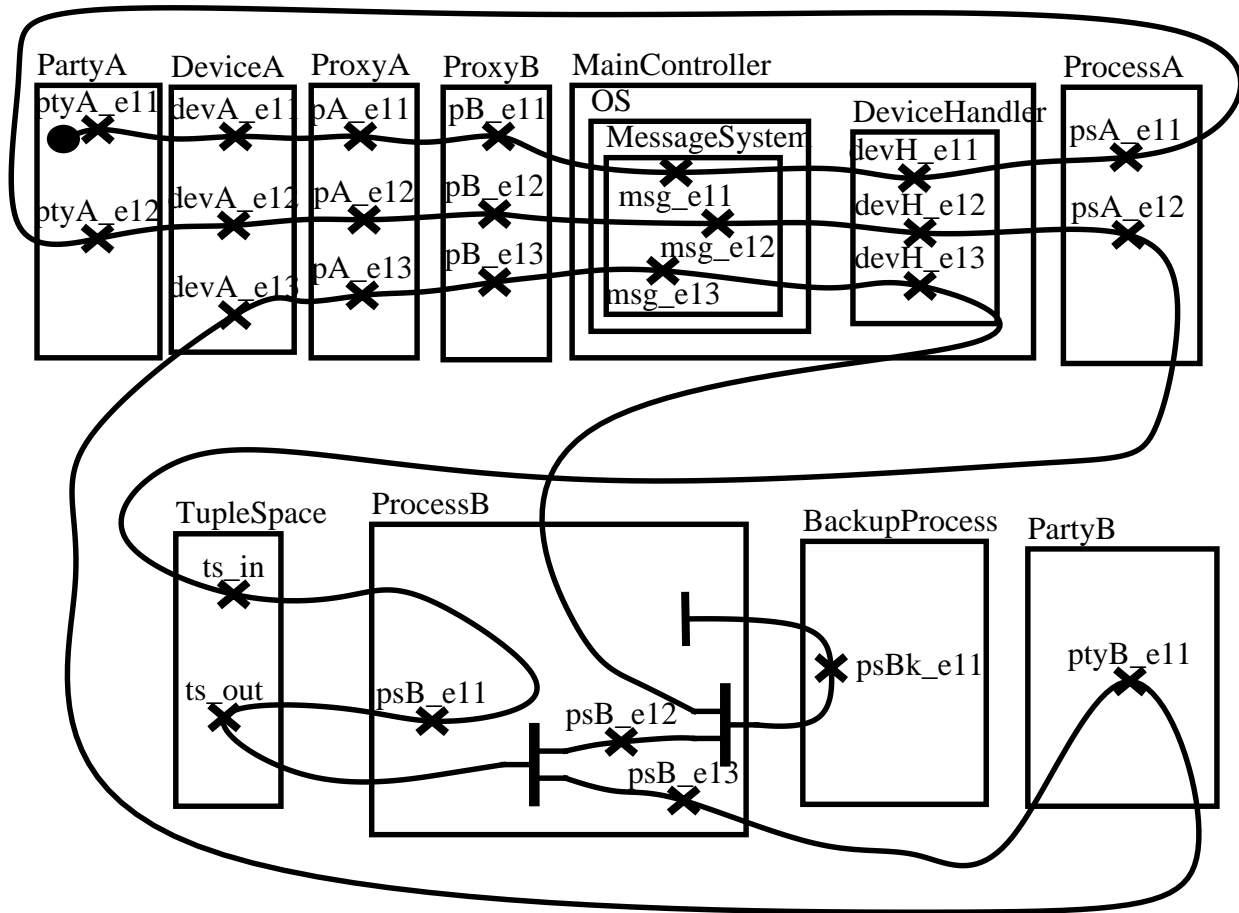 PartyA
DeviceA
ProxyA
ProxyB
MainController
ProcessA
OS
DeviceHandler
MessageSystem
ptyA_e11
devA_e11
pA_e11
pB_e11
devH_e11
psA_e11
msg_e11
ptyA_e12
devA_e12
pA_e12
pB_e12
devH_e12
psA_e12
msg_e12
devA_e13
pA_e13
pB_e13
devH_e13
msg_e13
TupleSpace
ProcessB
BackupProcess
PartyB
ts_in
ts_out
psB_e11
psB_e12
psB_e13
psBk_e11
ptyB_e11